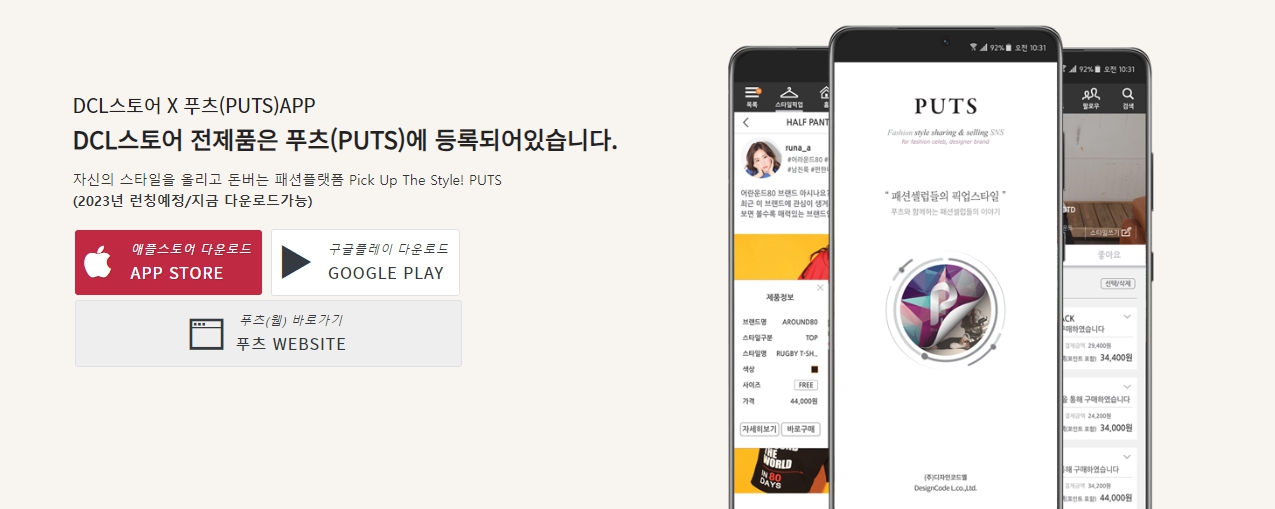 DCL스토어 X 푸츠(PUTS)APP
DCL스토어 전제품은 푸츠(PUTS)에 등록되어있습니다.
자신의 스타일을 올리고 돈버는 패션플랫폼 Pick Up The Style! PUTS
(2023년 런칭예정/지금 다운로드가능)
애플스토어 다운로드
APP STORE
구글플레이 다운로드
GOOGLE PLAY
푸츠(웹) 바로가기
푸츠 WEBSITE
목록
스타일픽업
홈
HALF PANT
runa_a
#어라운드80
#남친룩
어라운드80 브랜드 아시나요?
최근 이 브랜드에 관심이 생겨
보면 볼수록 매력있는 브랜드
제품정보
브랜드명 AROUND80
스타일구분 TOP
스타일명 RUGBY T-SH..
색상
사이즈 FREE
가격 44,000원
자세히보기 바로구매
THE
WORLD
IN 80
DAYS
92% 오전 10:31
PUTS
Fashion style sharing & selling SNS
for fashion celeb, designer brand
“ 패션셀럽들의 픽업스타일 ”
푸츠와 함께하는 패션셀럽들의 이야기
(주)디자인코드엘
DesignCode L.co.,Ltd.
92% 오전 10:31
팔로우
검색
스타일쓰기
좋아요
선택/삭제
ACK
구매하였습니다
결제금액 29,400원
(포인트 포함) 34,400원
을 통해 구매하였습니다
결제금액 24,200원
(포인트 포함) 34,000원
통해 구매하였습니다
결제금액 34,200원
(포인트 포함) 44,000원